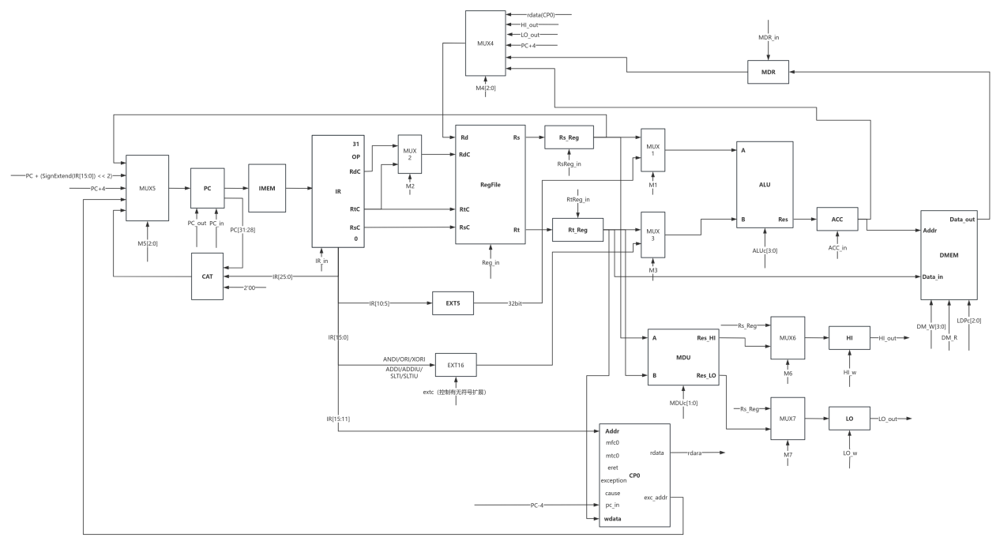 rdata(CP0)
HI_out
LO_out
PC+4
MUX4
M4[2:0]
MDR_in
MDR
31
OP
RdC
IR
RtC
RsC
0
IR_in
MUX
2
M2
Rd
RdC
RegFile
RtC
RsC
Rs
Rt
Reg_in
Rs_Reg
RsReg_in
RtReg_in
Rt_Reg
MUX
1
M1
MUX
3
M3
A
ALU
B
Res
ALUc[3:0]
ACC
ACC_in
Data_out
Addr
DMEM
Data_in
DM_W[3:0]
DM_R
LDPc[2:0]
PC + (SignExtend(IR[15:0]) << 2)
PC+4
MUX5
M5[2:0]
PC
PC_out
PC_in
PC[31:28]
IMEM
CAT
IR[25:0]
2'00
IR[10:5]
EXT5
32bit
IR[15:0]
ANDI/ORI/XORI
ADDI/ADDIU/
SLTI/SLTIU
EXT16
extc（控制有无符号扩展）
IR[15:11]
A
Res_HI
MDU
B
Res_LO
MDUc[1:0]
Rs_Reg
MUX6
M6
HI
HI_out
HI_w
Rs_Reg
MUX7
M7
LO
LO_out
LO_w
Addr
mfc0
mtc0
eret
exception
CP0
cause
pc_in
wdata
rdata
rdara
exc_addr
PC-4